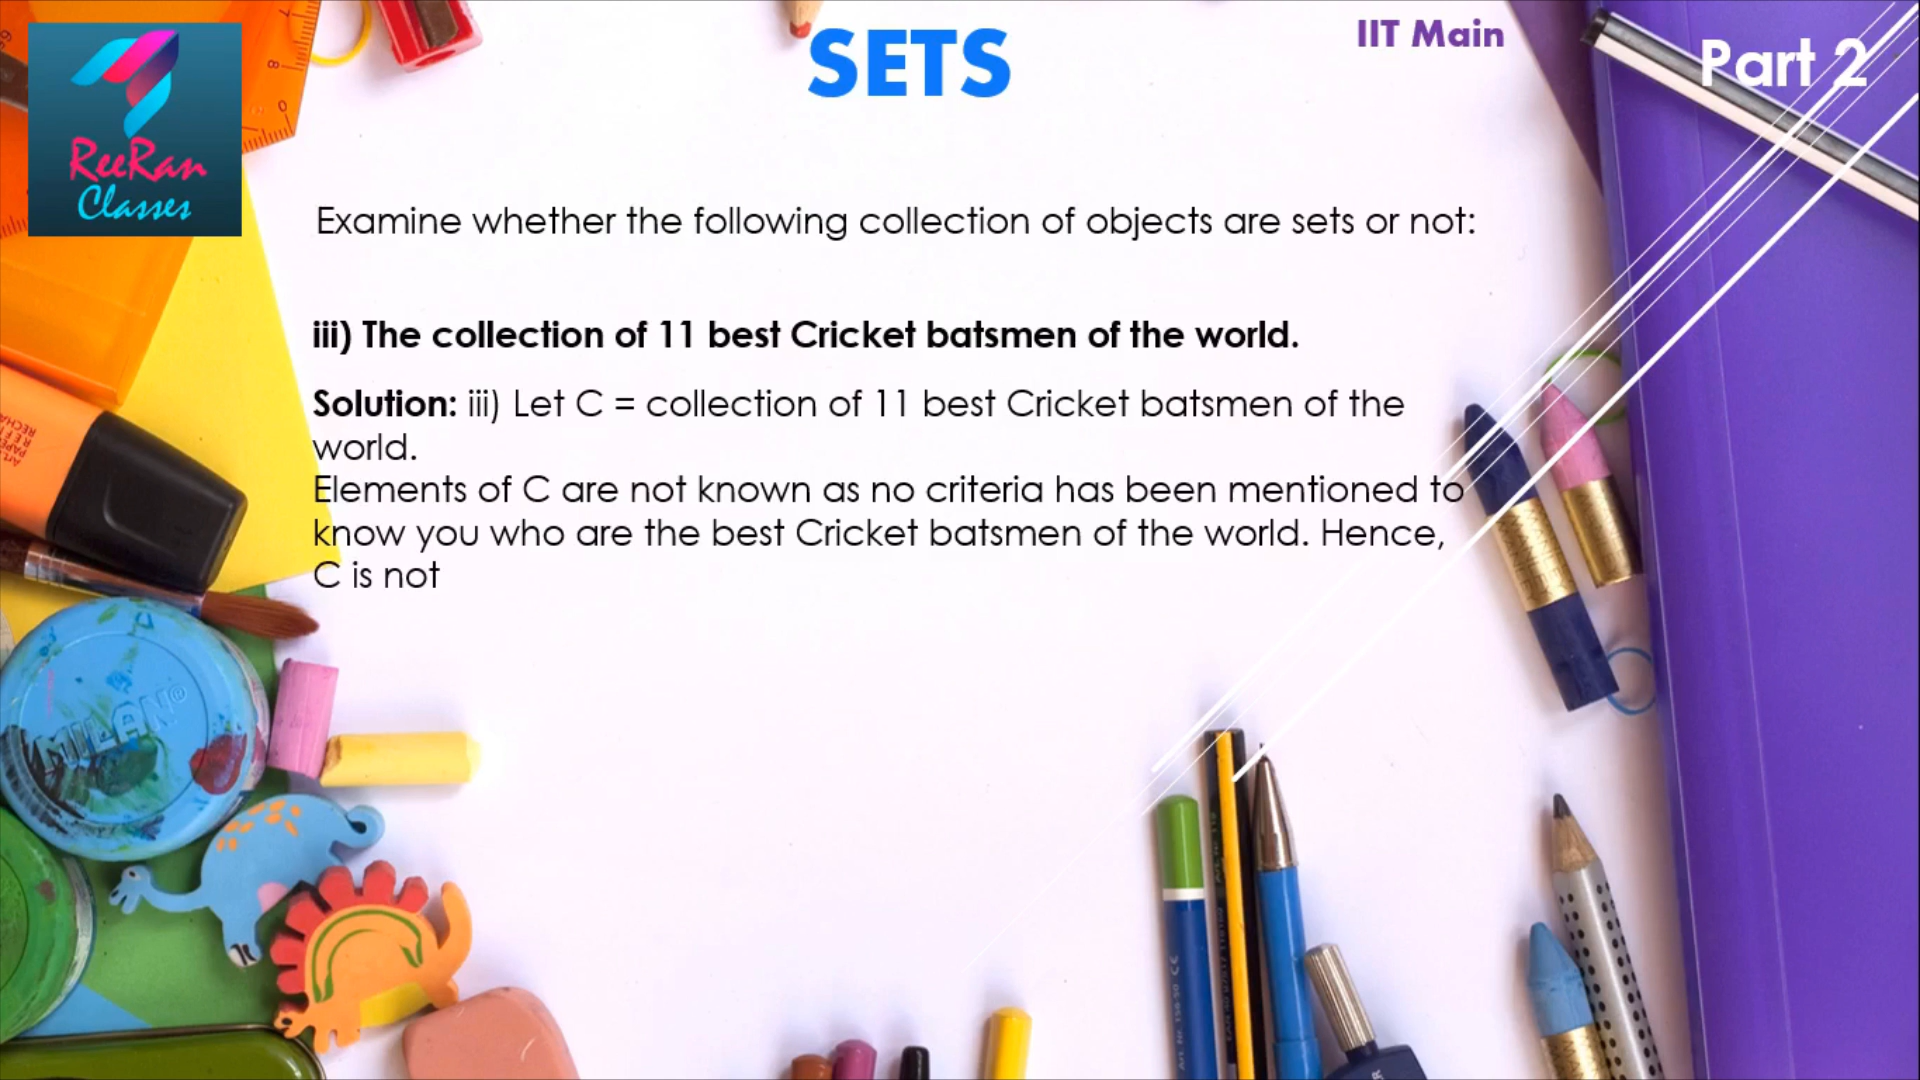 SETS
IIT Main
Part 2
ReeRan
Classes
Examine whether the following collection of objects are sets or not:
iii) The collection of 11 best Cricket batsmen of the world.
Solution: iii) Let C = collection of 11 best Cricket batsmen of the
world.
Elements of C are not known as no criteria has been mentioned to
know you who are the best Cricket batsmen of the world. Hence,
C is not
MILAN